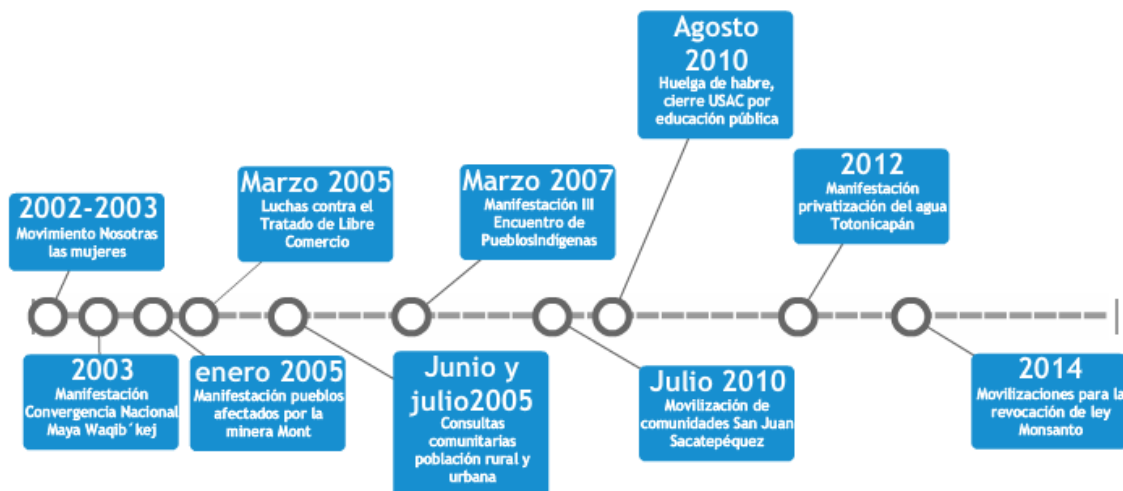 2002-2003
Movimiento Nosotras
las mujeres
2003
Manifestación
Convergencia Nacional
Maya Waqib´kej
enero 2005
Manifestación pueblos
afectados por la
minera Mont
Marzo 2005
Luchas contra el
Tratado de Libre
Comercio
Junio y
julio2005
Consultas
comunitarias
población rural y
urbana
Marzo 2007
Manifestación III
Encuentro de
PueblosIndígenas
Julio 2010
Movilización de
comunidades San Juan
Sacatepéquez
Agosto
2010
Huelga de habre,
cierre USAC por
educación pública
2012
Manifestación
privatización del agua
Totonicapán
2014
Movilizaciones para la
revocación de ley
Monsanto